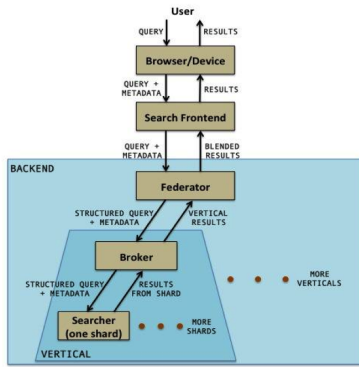 User
QUERY
RESULTS
Browser/Device
QUERY +
METADATA
RESULTS
Search Frontend
QUERY +
METADATA
BLENDED
RESULTS
BACKEND
Federator
STRUCTURED QUERY
+ METADATA
VERTICAL
RESULTS
Broker
STRUCTURED QUERY
+ METADATA
RESULTS
FROM SHARD
MORE
VERTICALS
Searcher
(one shard)
MORE
SHARDS
VERTICAL